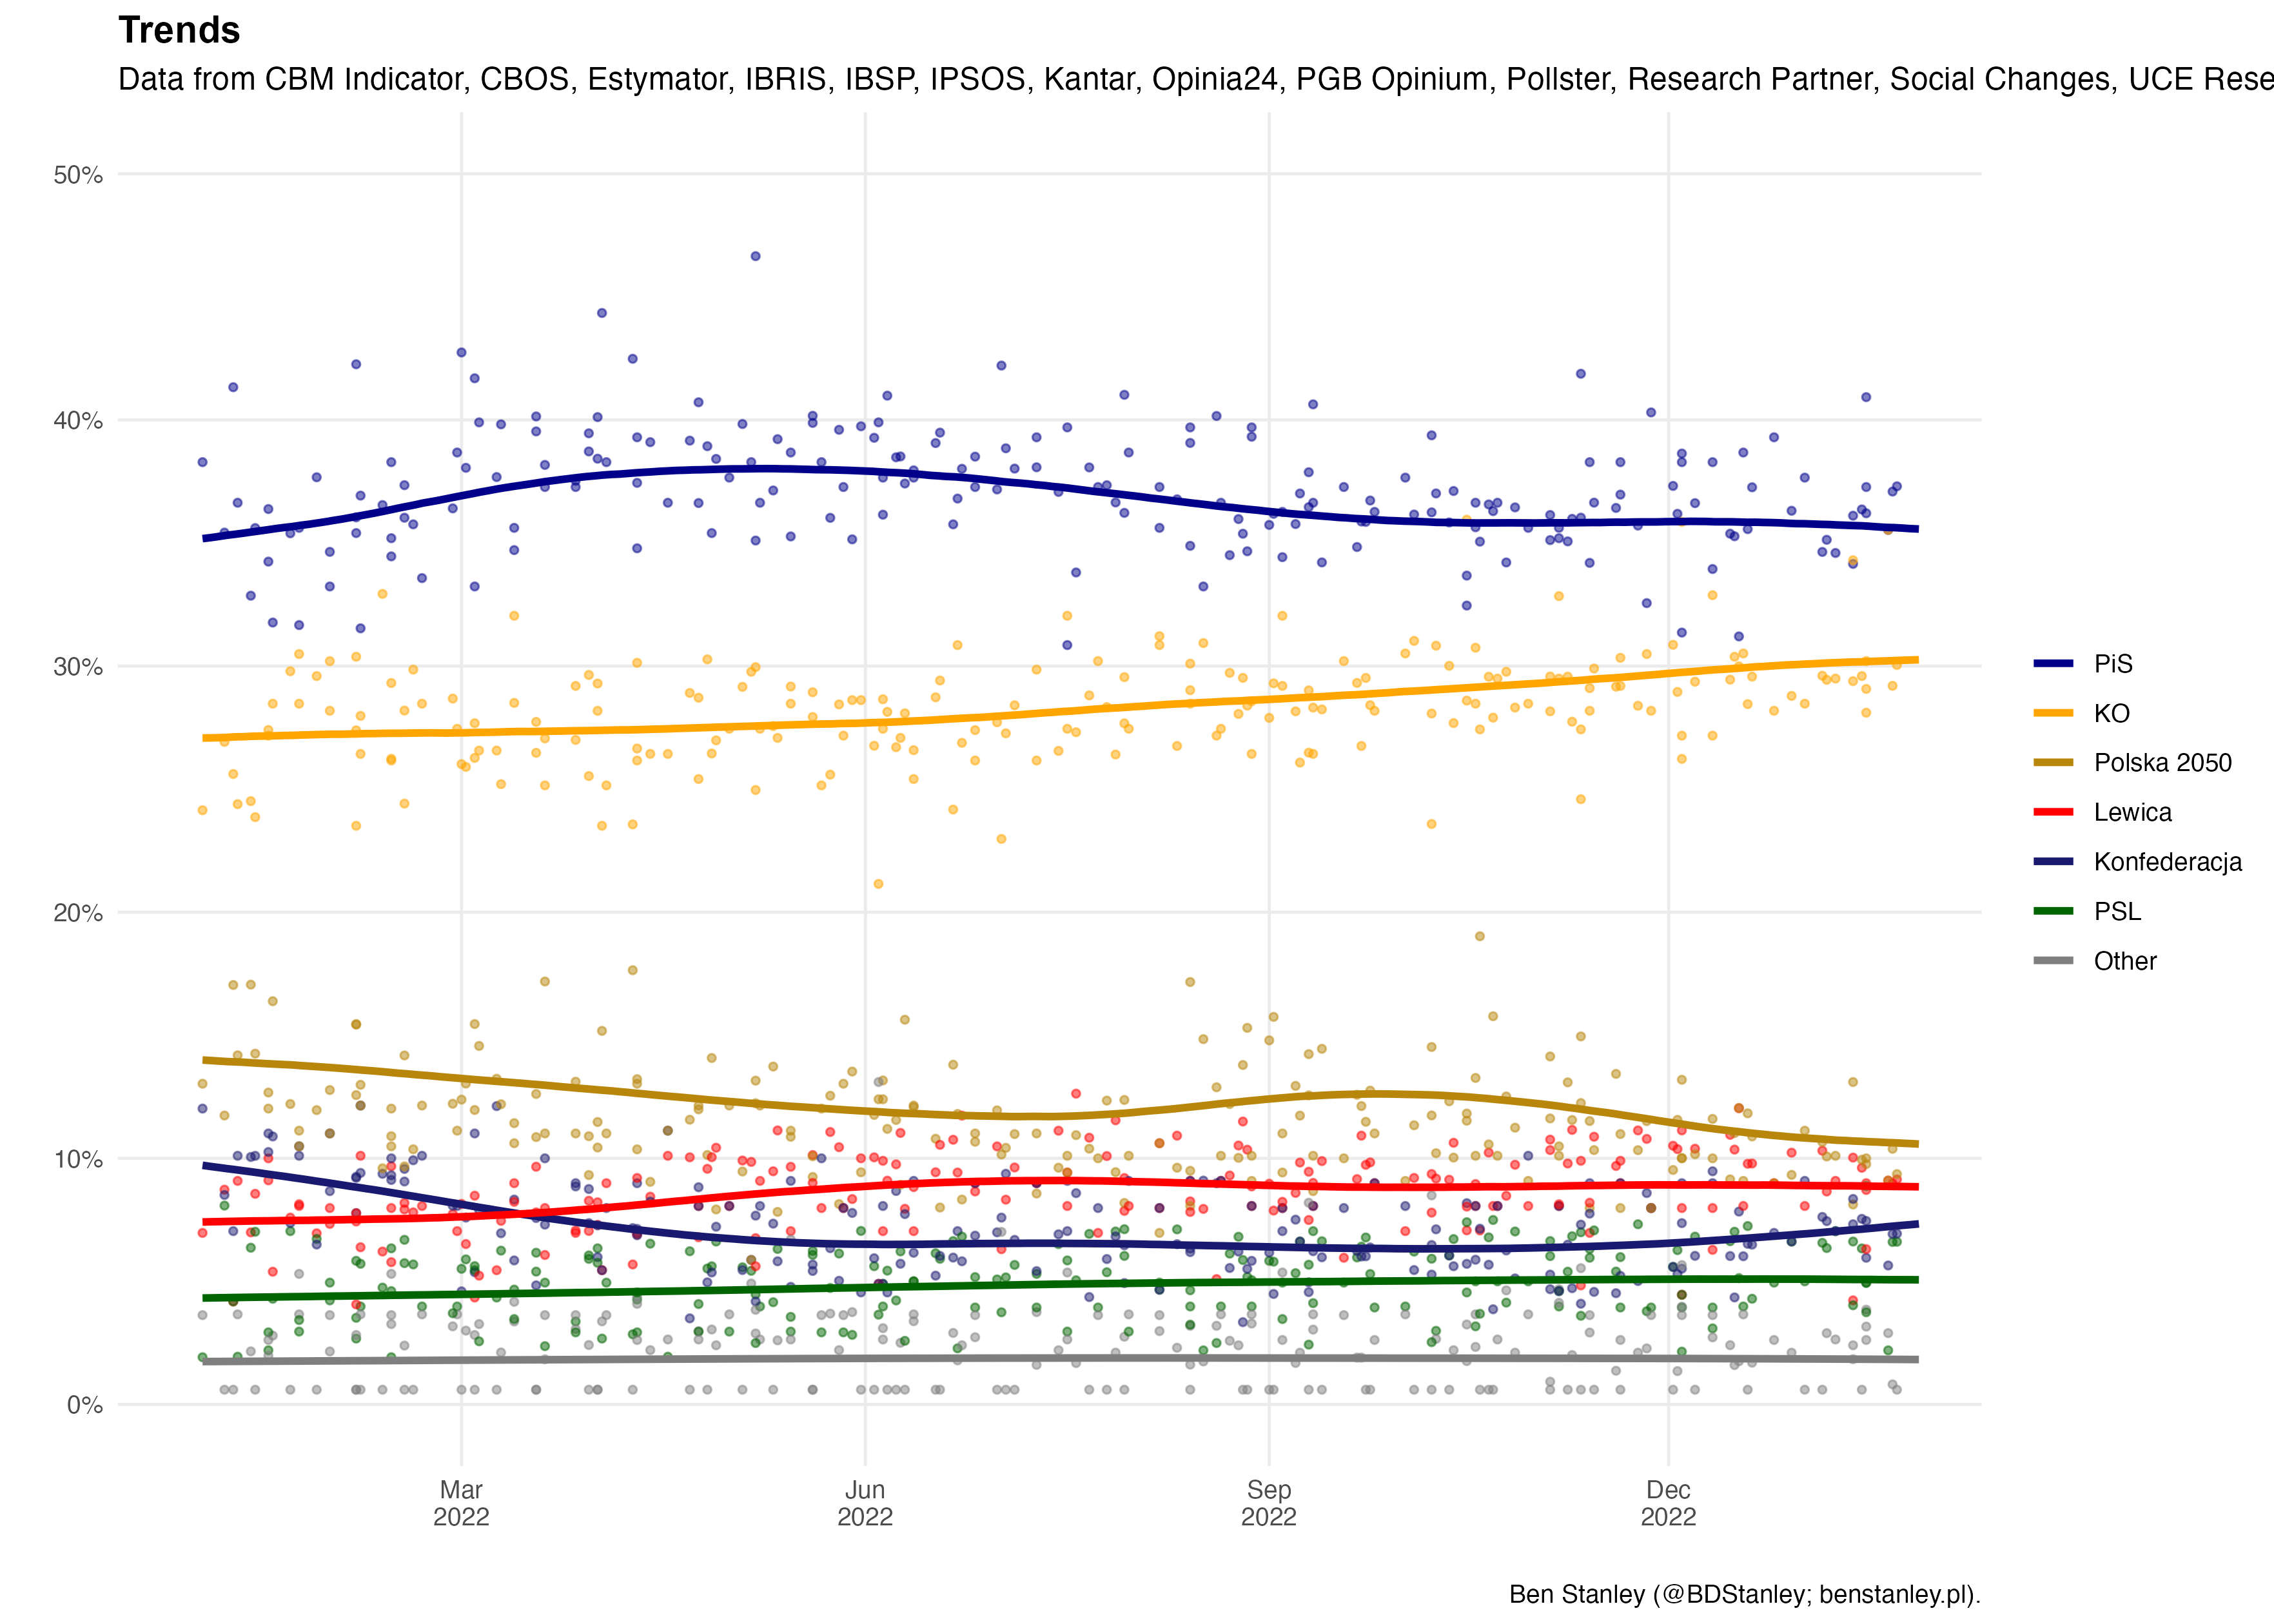 Trends
Data from CBM Indicator, CBOS, Estymator, IBRIS, IBSP, IPSOS, Kantar, Opinia24, PGB Opinium, Pollster, Research Partner, Social Changes, UCE Rese
50%
40%
30%
20%
10%
0%
Mar
2022
Jun
2022
Sep
2022
Dec
2022
PiS
KO
Polska 2050
Lewica
Konfederacja
PSL
Other
Ben Stanley (@BDStanley; benstanley.pl).